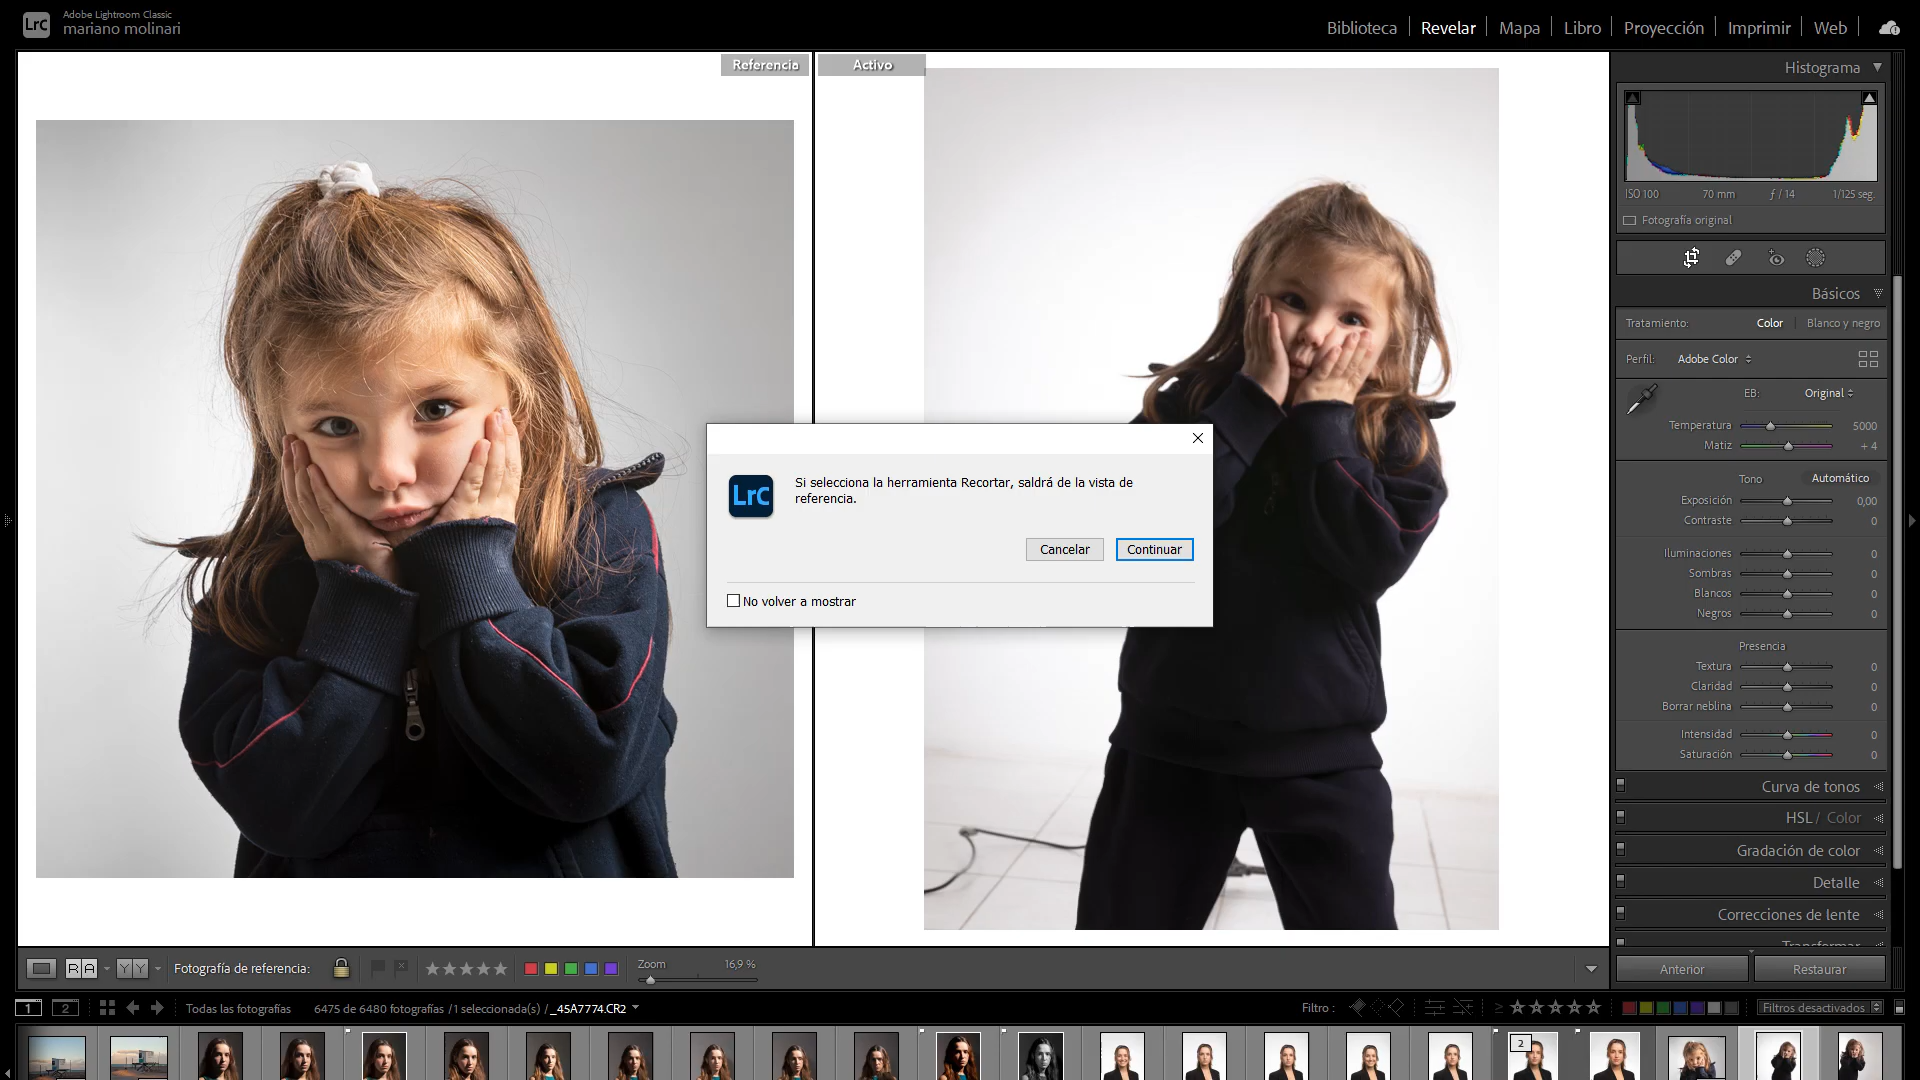 LrC
Adobe Lightroom Classic
mariano molinari
Biblioteca
Revelar
Mapa
Libro
Proyección
Imprimir
Web
Referencia
Activo
Histograma
ISO 100
70 mm
ƒ / 14
1/125 seg.
Fotografía original
Básicos
Tratamiento:
Color
Blanco y negro
Perfil:
Adobe Color
EB:
Original
Temperatura
5000
Matiz
+ 4
Tono
Automático
Exposición
0,00
Contraste
0
Iluminaciones
0
Sombras
0
Blancos
0
Negros
0
Presencia
Textura
0
Claridad
0
Borrar neblina
0
Intensidad
0
Saturación
0
Curva de tonos
HSL / Color
Gradación de color
Detalle
Correcciones de lente
Transformar
Anterior
Restaurar
LrC
Si selecciona la herramienta Recortar, saldrá de la vista de
referencia.
Cancelar
Continuar
No volver a mostrar
R A
Y Y
Fotografía de referencia:
Zoom
16,9 %
1
2
Todas las fotografías
6475 de 6480 fotografías /1 seleccionada(s) /_45A7774.CR2
Filtro :
≥
Filtros desactivados
2